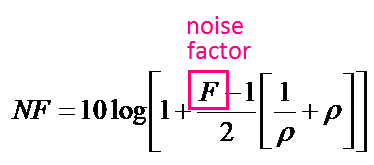 noise
factor
NF = 10 log[1 + F − 1 / 2 [1 / ρ + ρ]]